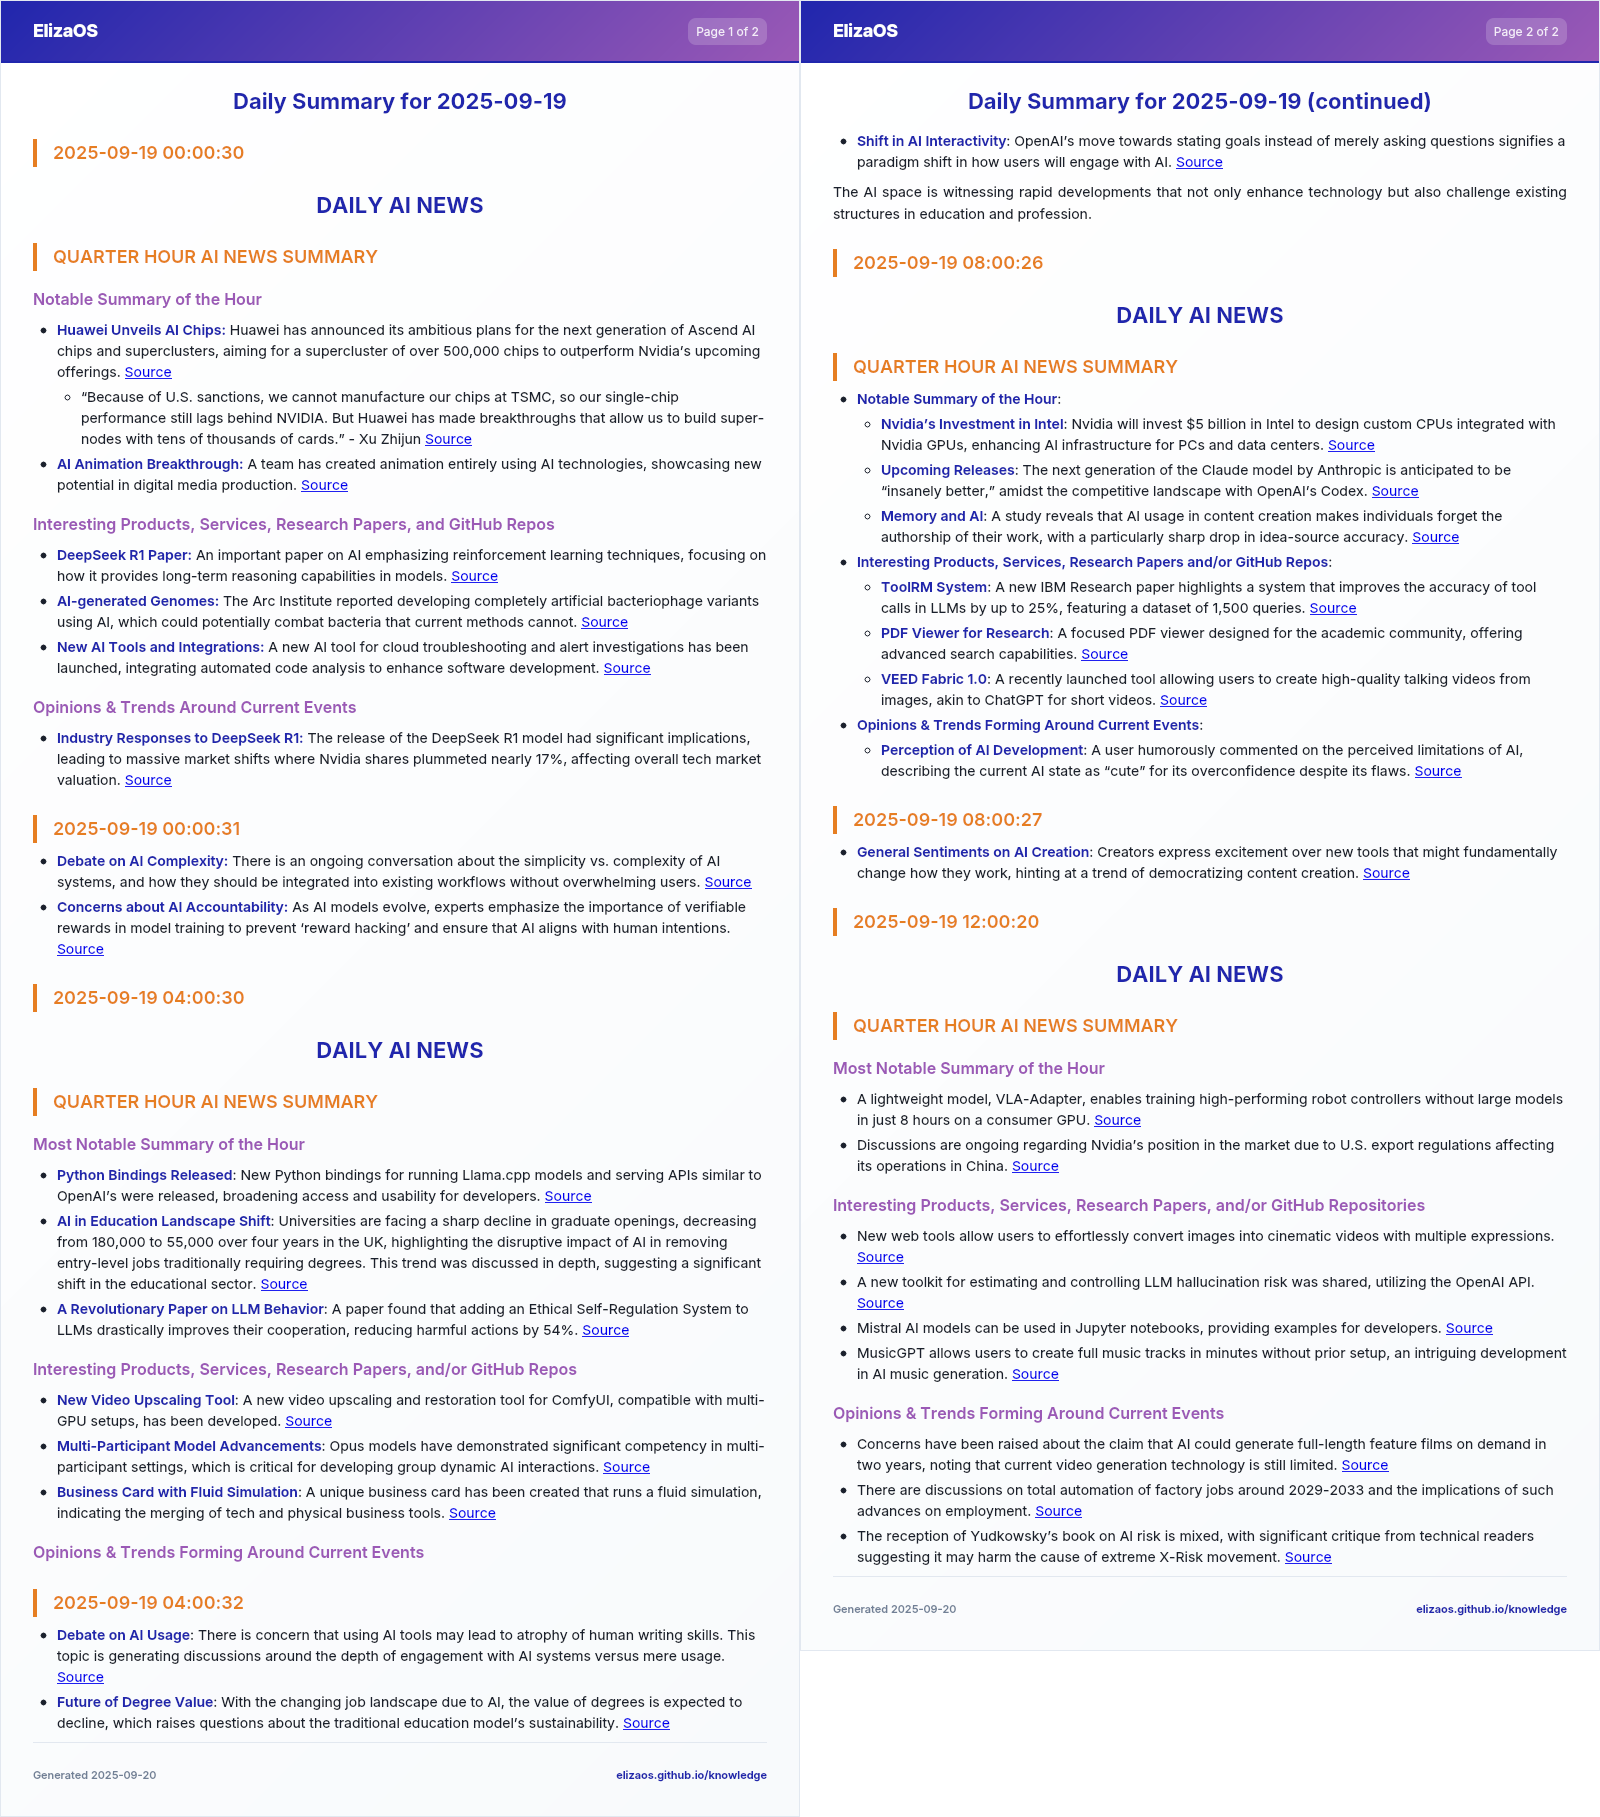 ElizaOS
Page 1 of 2
Daily Summary for 2025-09-19
2025-09-19 00:00:30
DAILY AI NEWS
QUARTER HOUR AI NEWS SUMMARY
Notable Summary of the Hour
• Huawei Unveils AI Chips: Huawei has announced its ambitious plans for the next generation of Ascend AI
chips and superclusters, aiming for a supercluster of over 500,000 chips to outperform Nvidia’s upcoming
offerings. Source
◦ “Because of U.S. sanctions, we cannot manufacture our chips at TSMC, so our single-chip
performance still lags behind NVIDIA. But Huawei has made breakthroughs that allow us to build super-
nodes with tens of thousands of cards.” - Xu Zhijun Source
• AI Animation Breakthrough: A team has created animation entirely using AI technologies, showcasing new
potential in digital media production. Source
Interesting Products, Services, Research Papers, and GitHub Repos
• DeepSeek R1 Paper: An important paper on AI emphasizing reinforcement learning techniques, focusing on
how it provides long-term reasoning capabilities in models. Source
• AI-generated Genomes: The Arc Institute reported developing completely artificial bacteriophage variants
using AI, which could potentially combat bacteria that current methods cannot. Source
• New AI Tools and Integrations: A new AI tool for cloud troubleshooting and alert investigations has been
launched, integrating automated code analysis to enhance software development. Source
Opinions & Trends Around Current Events
• Industry Responses to DeepSeek R1: The release of the DeepSeek R1 model had significant implications,
leading to massive market shifts where Nvidia shares plummeted nearly 17%, affecting overall tech market
valuation. Source
2025-09-19 00:00:31
• Debate on AI Complexity: There is an ongoing conversation about the simplicity vs. complexity of AI
systems, and how they should be integrated into existing workflows without overwhelming users. Source
• Concerns about AI Accountability: As AI models evolve, experts emphasize the importance of verifiable
rewards in model training to prevent ‘reward hacking’ and ensure that AI aligns with human intentions.
Source
2025-09-19 04:00:30
DAILY AI NEWS
QUARTER HOUR AI NEWS SUMMARY
Most Notable Summary of the Hour
• Python Bindings Released: New Python bindings for running Llama.cpp models and serving APIs similar to
OpenAI’s were released, broadening access and usability for developers. Source
• AI in Education Landscape Shift: Universities are facing a sharp decline in graduate openings, decreasing
from 180,000 to 55,000 over four years in the UK, highlighting the disruptive impact of AI in removing
entry-level jobs traditionally requiring degrees. This trend was discussed in depth, suggesting a significant
shift in the educational sector. Source
• A Revolutionary Paper on LLM Behavior: A paper found that adding an Ethical Self-Regulation System to
LLMs drastically improves their cooperation, reducing harmful actions by 54%. Source
Interesting Products, Services, Research Papers, and/or GitHub Repos
• New Video Upscaling Tool: A new video upscaling and restoration tool for ComfyUI, compatible with multi-
GPU setups, has been developed. Source
• Multi-Participant Model Advancements: Opus models have demonstrated significant competency in multi-
participant settings, which is critical for developing group dynamic AI interactions. Source
• Business Card with Fluid Simulation: A unique business card has been created that runs a fluid simulation,
indicating the merging of tech and physical business tools. Source
Opinions & Trends Forming Around Current Events
2025-09-19 04:00:32
• Debate on AI Usage: There is concern that using AI tools may lead to atrophy of human writing skills. This
topic is generating discussions around the depth of engagement with AI systems versus mere usage.
Source
• Future of Degree Value: With the changing job landscape due to AI, the value of degrees is expected to
decline, which raises questions about the traditional education model’s sustainability. Source
Generated 2025-09-20
elizaos.github.io/knowledge
ElizaOS
Page 2 of 2
Daily Summary for 2025-09-19 (continued)
• Shift in AI Interactivity: OpenAI’s move towards stating goals instead of merely asking questions signifies a
paradigm shift in how users will engage with AI. Source
The AI space is witnessing rapid developments that not only enhance technology but also challenge existing
structures in education and profession.
2025-09-19 08:00:26
DAILY AI NEWS
QUARTER HOUR AI NEWS SUMMARY
• Notable Summary of the Hour:
◦ Nvidia’s Investment in Intel: Nvidia will invest $5 billion in Intel to design custom CPUs integrated with
Nvidia GPUs, enhancing AI infrastructure for PCs and data centers. Source
◦ Upcoming Releases: The next generation of the Claude model by Anthropic is anticipated to be
“insanely better,” amidst the competitive landscape with OpenAI’s Codex. Source
◦ Memory and AI: A study reveals that AI usage in content creation makes individuals forget the
authorship of their work, with a particularly sharp drop in idea-source accuracy. Source
• Interesting Products, Services, Research Papers and/or GitHub Repos:
◦ ToolRM System: A new IBM Research paper highlights a system that improves the accuracy of tool
calls in LLMs by up to 25%, featuring a dataset of 1,500 queries. Source
◦ PDF Viewer for Research: A focused PDF viewer designed for the academic community, offering
advanced search capabilities. Source
◦ VEED Fabric 1.0: A recently launched tool allowing users to create high-quality talking videos from
images, akin to ChatGPT for short videos. Source
• Opinions & Trends Forming Around Current Events:
◦ Perception of AI Development: A user humorously commented on the perceived limitations of AI,
describing the current AI state as “cute” for its overconfidence despite its flaws. Source
2025-09-19 08:00:27
• General Sentiments on AI Creation: Creators express excitement over new tools that might fundamentally
change how they work, hinting at a trend of democratizing content creation. Source
2025-09-19 12:00:20
DAILY AI NEWS
QUARTER HOUR AI NEWS SUMMARY
Most Notable Summary of the Hour
• A lightweight model, VLA-Adapter, enables training high-performing robot controllers without large models
in just 8 hours on a consumer GPU. Source
• Discussions are ongoing regarding Nvidia’s position in the market due to U.S. export regulations affecting
its operations in China. Source
Interesting Products, Services, Research Papers, and/or GitHub Repositories
• New web tools allow users to effortlessly convert images into cinematic videos with multiple expressions.
Source
• A new toolkit for estimating and controlling LLM hallucination risk was shared, utilizing the OpenAI API.
Source
• Mistral AI models can be used in Jupyter notebooks, providing examples for developers. Source
• MusicGPT allows users to create full music tracks in minutes without prior setup, an intriguing development
in AI music generation. Source
Opinions & Trends Forming Around Current Events
• Concerns have been raised about the claim that AI could generate full-length feature films on demand in
two years, noting that current video generation technology is still limited. Source
• There are discussions on total automation of factory jobs around 2029-2033 and the implications of such
advances on employment. Source
• The reception of Yudkowsky’s book on AI risk is mixed, with significant critique from technical readers
suggesting it may harm the cause of extreme X-Risk movement. Source
Generated 2025-09-20
elizaos.github.io/knowledge